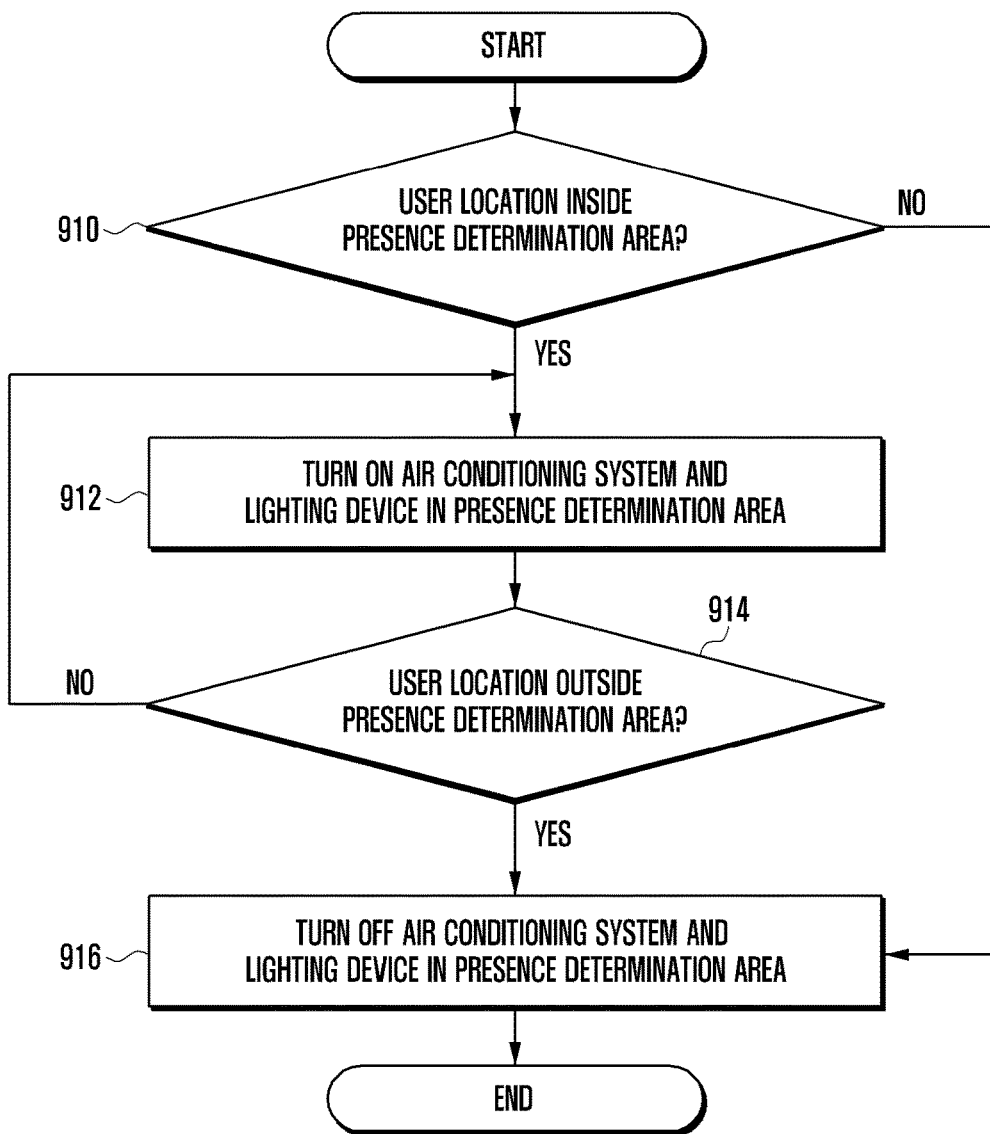 START
USER LOCATION INSIDE
PRESENCE DETERMINATION AREA?
910
NO
YES
TURN ON AIR CONDITIONING SYSTEM AND
LIGHTING DEVICE IN PRESENCE DETERMINATION AREA
912
914
USER LOCATION OUTSIDE
PRESENCE DETERMINATION AREA?
NO
YES
TURN OFF AIR CONDITIONING SYSTEM AND
LIGHTING DEVICE IN PRESENCE DETERMINATION AREA
916
END